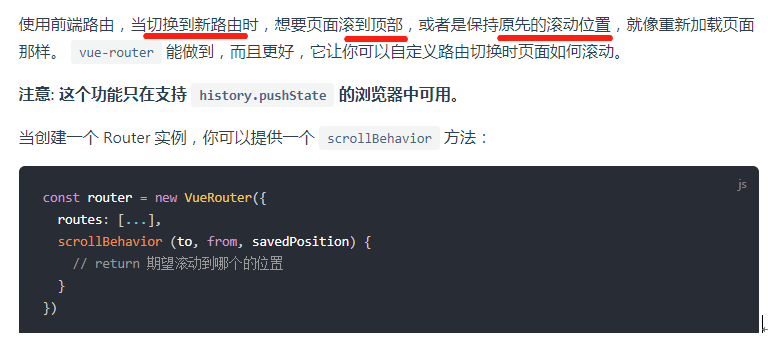 使用前端路由，当切换到新路由时，想要页面滚到顶部，或者是保持原先的滚动位置，就像重新加载页面
那样。 vue-router 能做到，而且更好，它让你可以自定义路由切换时页面如何滚动。
注意: 这个功能只在支持 history.pushState 的浏览器中可用。
当创建一个 Router 实例，你可以提供一个 scrollBehavior 方法：
js
const router = new VueRouter({
  routes: [...],
  scrollBehavior (to, from, savedPosition) {
    // return 期望滚动到哪个的位置
  }
})